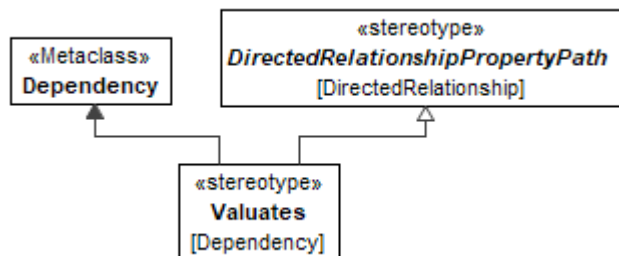 «stereotype»
DirectedRelationshipPropertyPath
[DirectedRelationship]
«Metaclass»
Dependency
«stereotype»
Valuates
[Dependency]